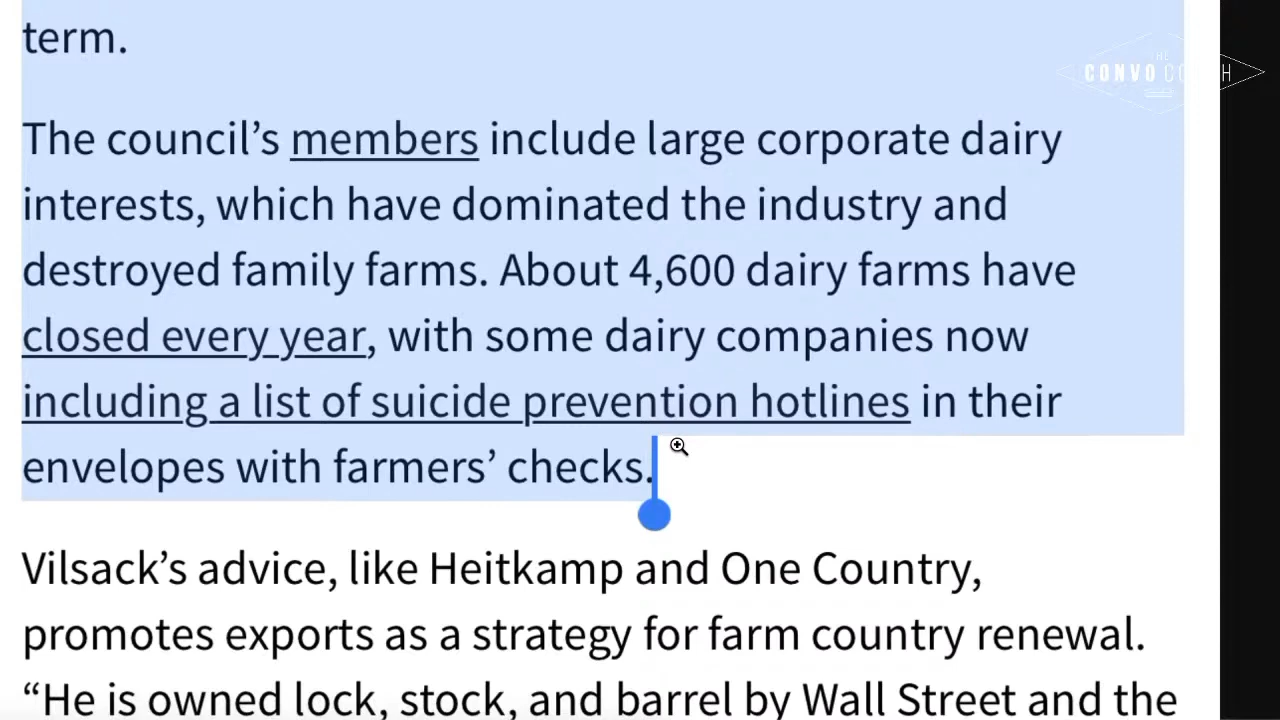 term.
THE
CONVO COACH
The council’s members include large corporate dairy
interests, which have dominated the industry and
destroyed family farms. About 4,600 dairy farms have
closed every year, with some dairy companies now
including a list of suicide prevention hotlines in their
envelopes with farmers’ checks.
Vilsack’s advice, like Heitkamp and One Country,
promotes exports as a strategy for farm country renewal.
“He is owned lock, stock, and barrel by Wall Street and the